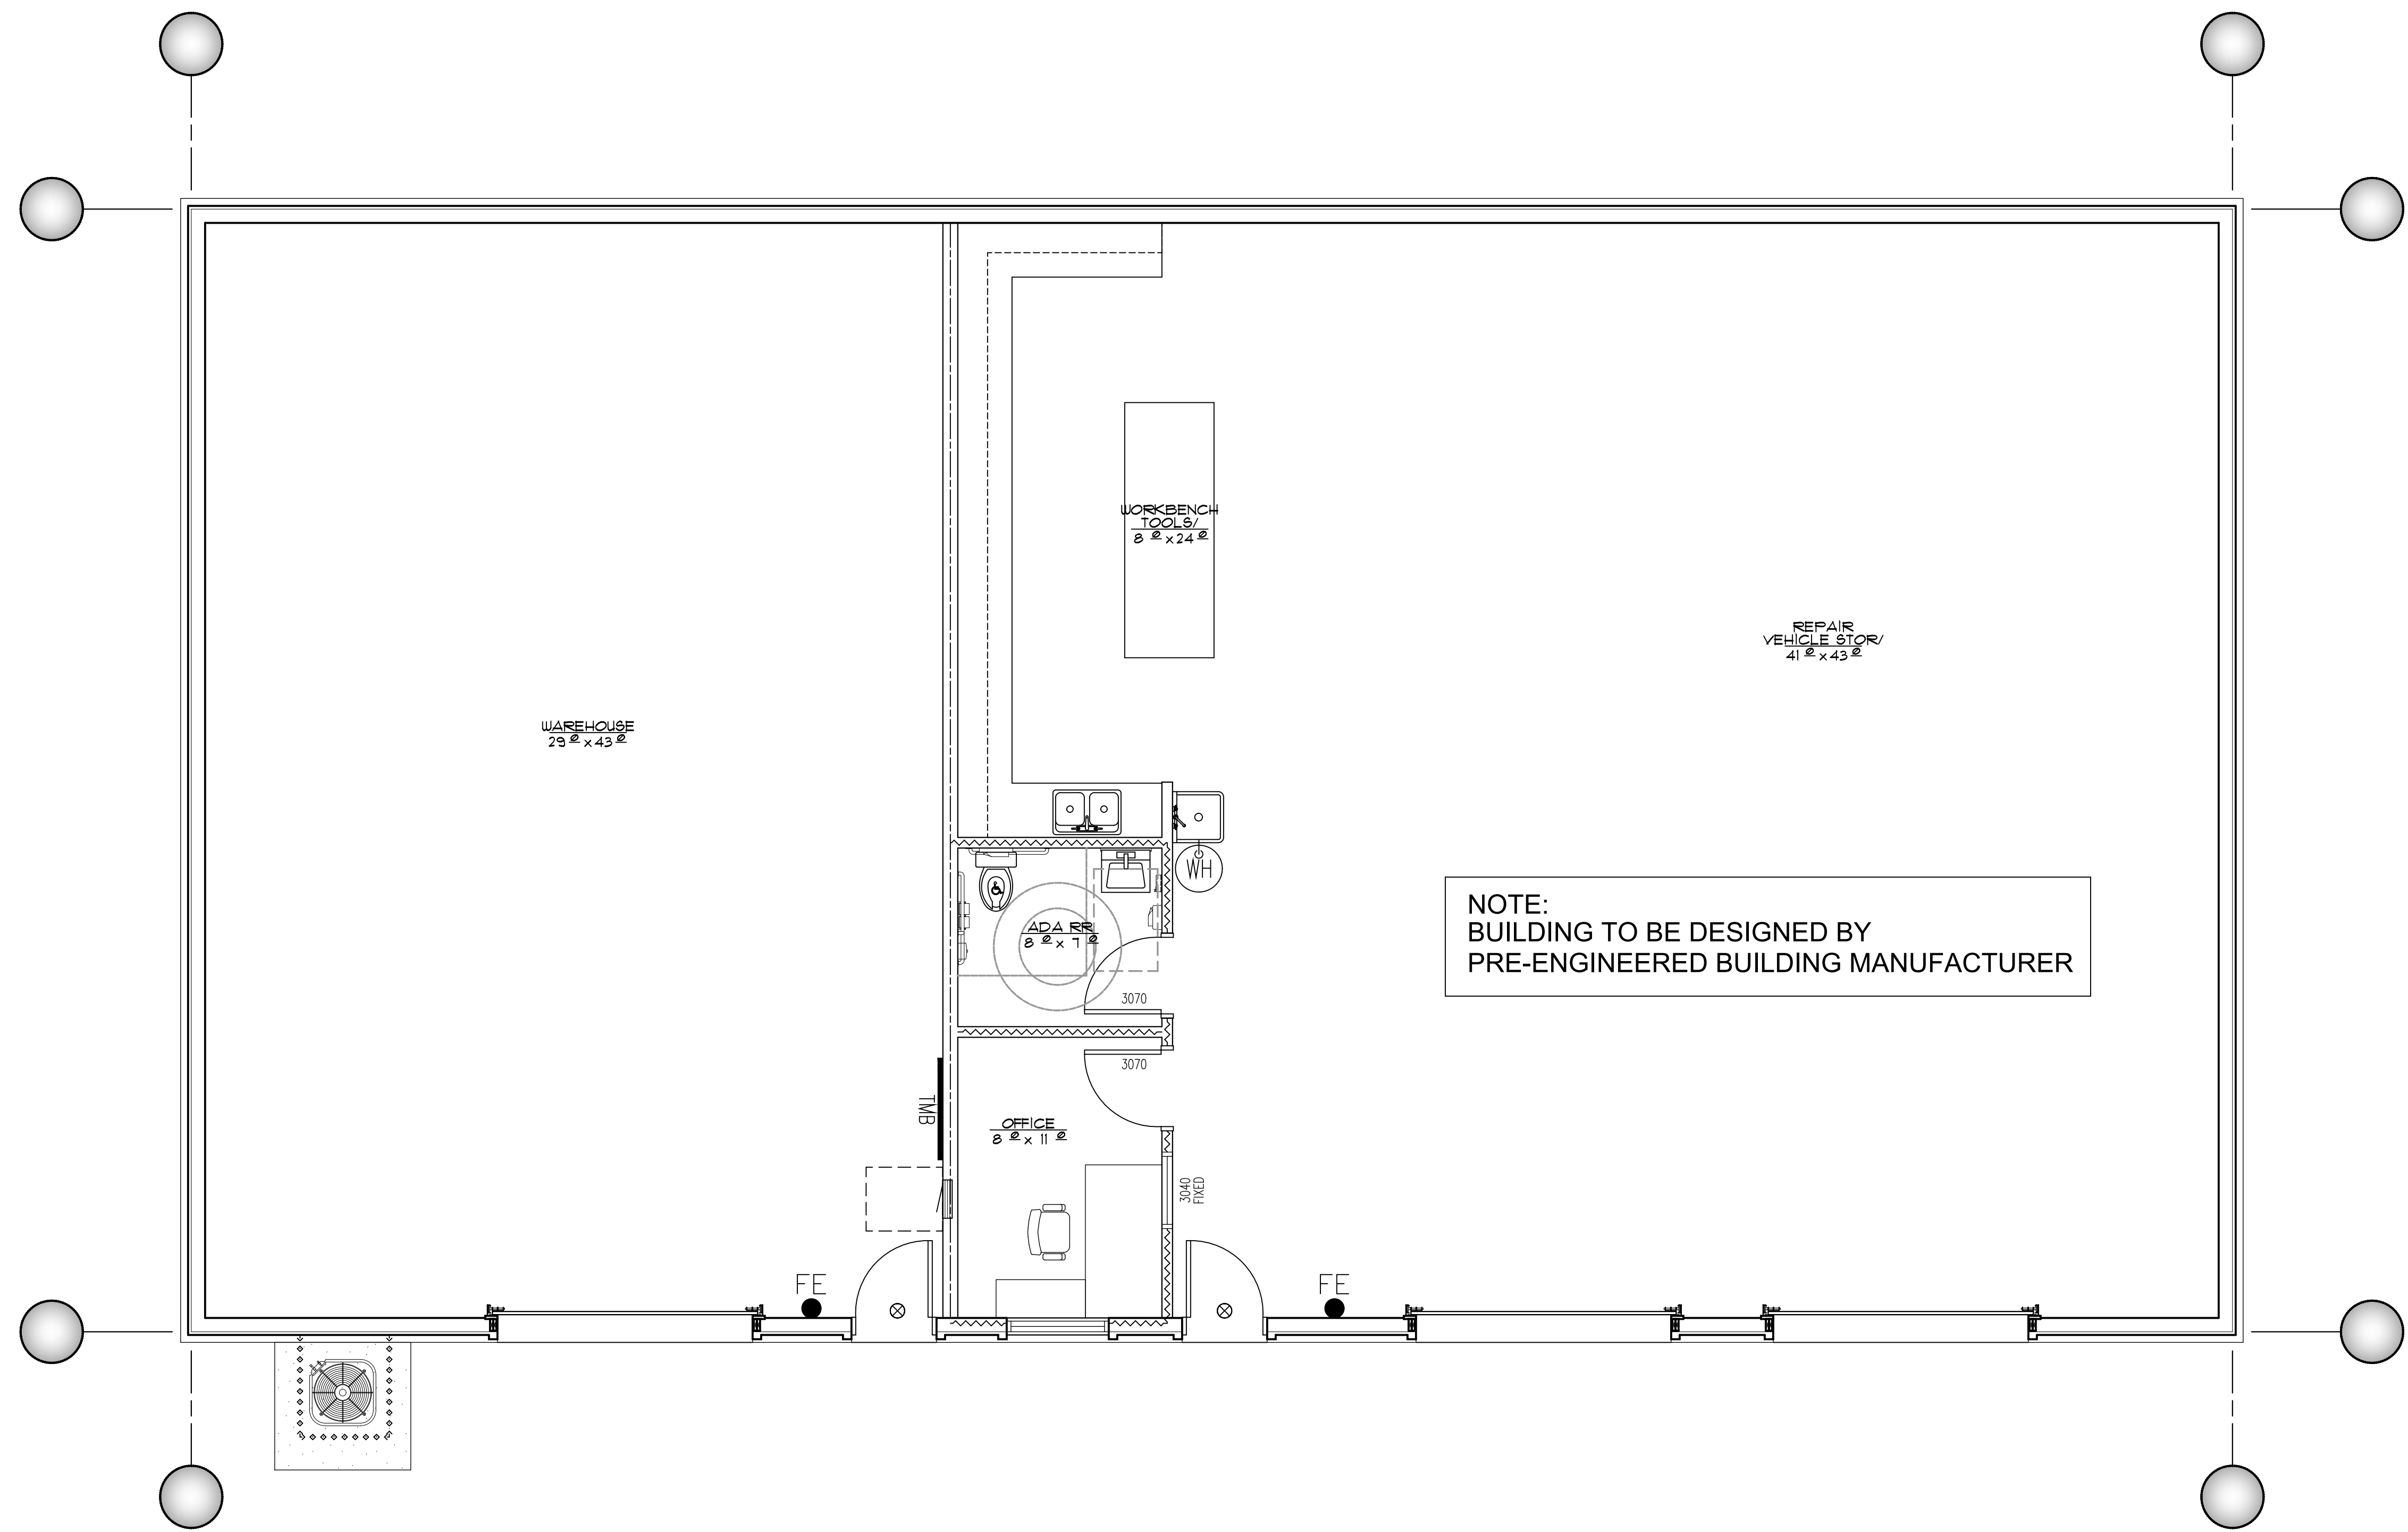 WORKBENCH
TOOLS/
8 0 x 24 0
REPAIR
VEHICLE STOR/
41 0 x 43 0
WAREHOUSE
29 0 x 43 0
WH
NOTE:
BUILDING TO BE DESIGNED BY
PRE-ENGINEERED BUILDING MANUFACTURER
ADA RR
8 0 x 7 0
3070
3070
TMB
OFFICE
8 0 x 11 0
3040
FIXED
FE
FE